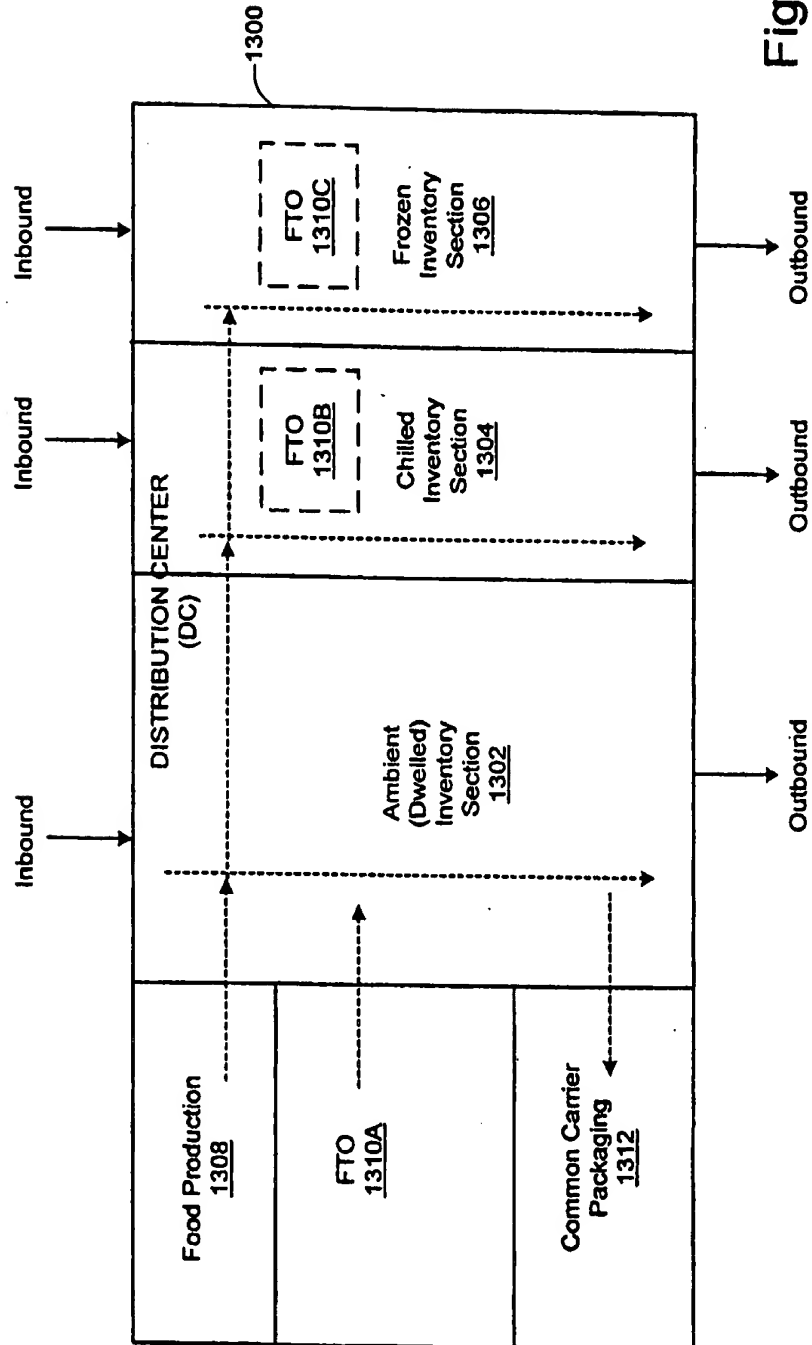 Inbound
Inbound
Inbound
1300
DISTRIBUTION CENTER
(DC)
Food Production
1308
FTO
1310A
Common Carrier
Packaging
1312
Ambient
(Dwelled)
Inventory
Section
1302
FTO
1310B
Chilled
Inventory
Section
1304
FTO
1310C
Frozen
Inventory
Section
1306
Outbound
Outbound
Outbound
Fig